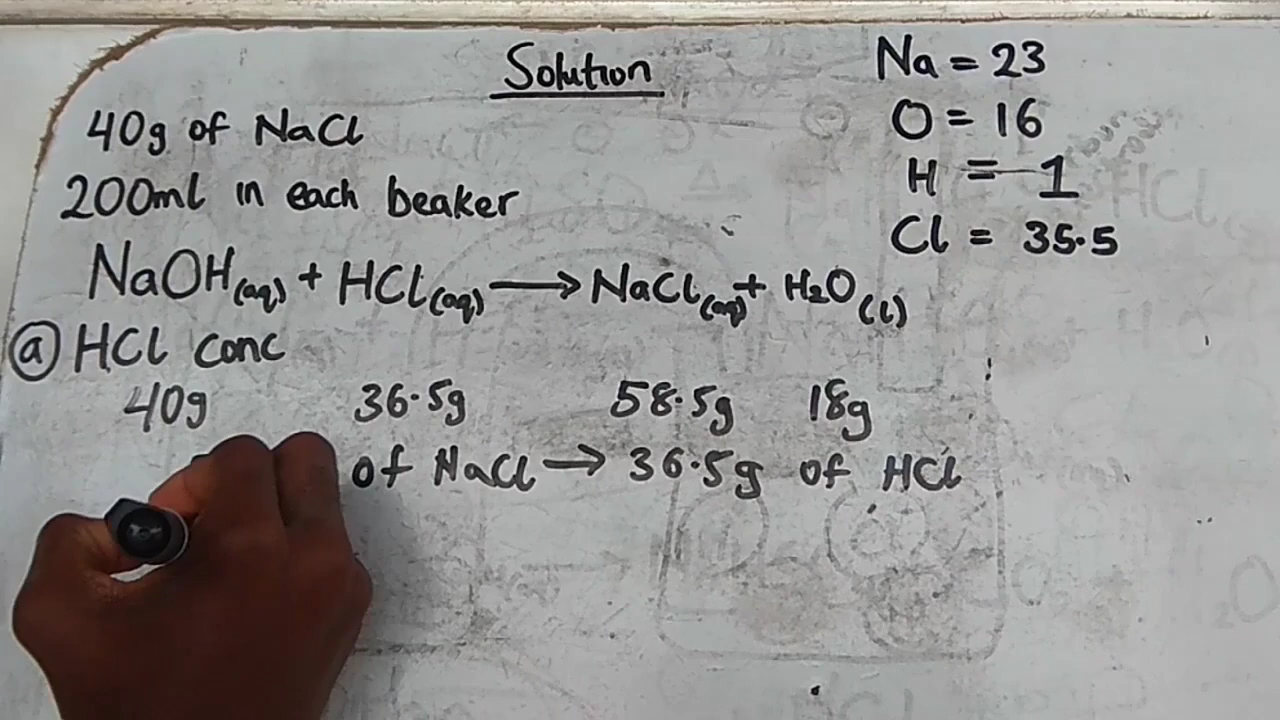 Solution
Na = 23
40g of NaCl
O = 16
200ml in each beaker
H = 1
Cl = 35.5
NaOH(aq) + HCl(aq) → NaCl(aq) + H₂O(l)
(a) HCl conc
40g 36.5g 58.5g 18g
of NaCl → 36.5g of HCl